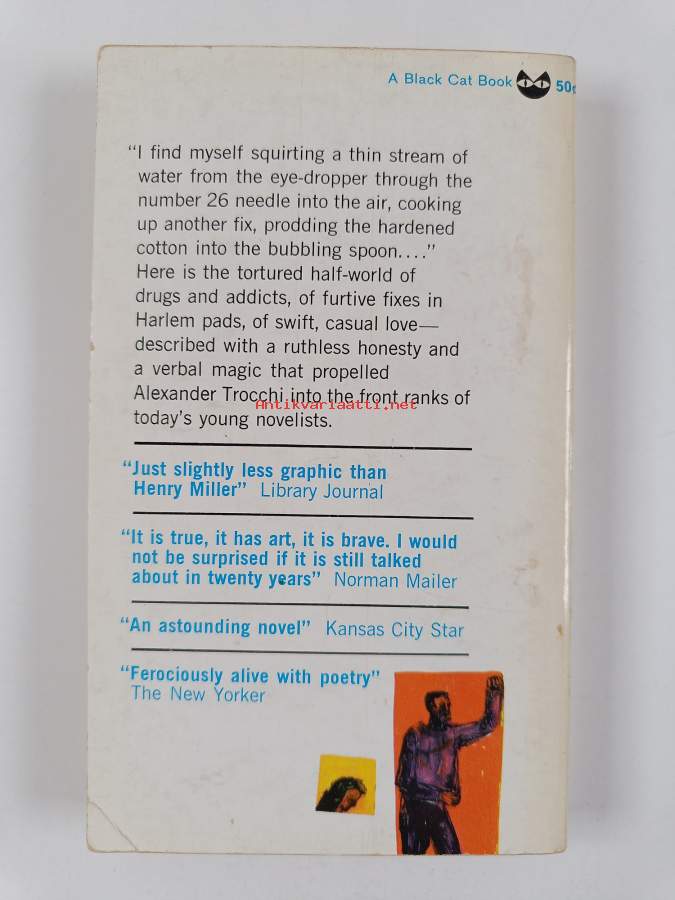 A Black Cat Book 50¢
“I find myself squirting a thin stream of
water from the eye-dropper through the
number 26 needle into the air, cooking
up another fix, prodding the hardened
cotton into the bubbling spoon....”
Here is the tortured half-world of
drugs and addicts, of furtive fixes in
Harlem pads, of swift, casual love—
described with a ruthless honesty and
a verbal magic that propelled
Alexander Trocchi into the front ranks of
Antikvariaatti.net
today’s young novelists.
“Just slightly less graphic than
Henry Miller” Library Journal
“It is true, it has art, it is brave. I would
not be surprised if it is still talked
about in twenty years” Norman Mailer
“An astounding novel” Kansas City Star
“Ferociously alive with poetry”
The New Yorker